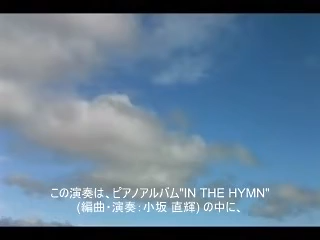 この演奏は、ピアノアルバム"IN THE HYMN"
(編曲・演奏：小坂 直輝) の中に、